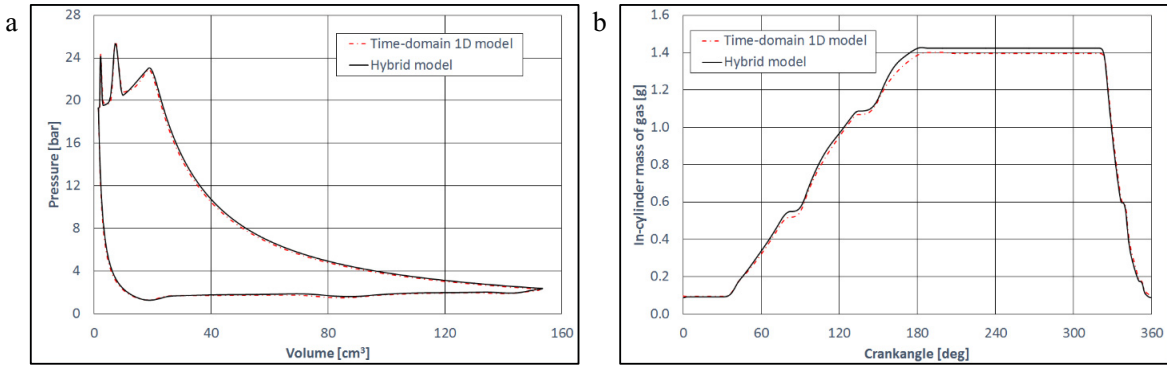 a
28
24
20
16
12
8
4
0
Pressure [bar]
Time-domain 1D model
Hybrid model
0 40 80 120 160
Volume [cm³]
b
1.6
1.4
1.2
1.0
0.8
0.6
0.4
0.2
0.0
In-cylinder mass of gas [g]
Time-domain 1D model
Hybrid model
0 60 120 180 240 300 360
Crankangle [deg]